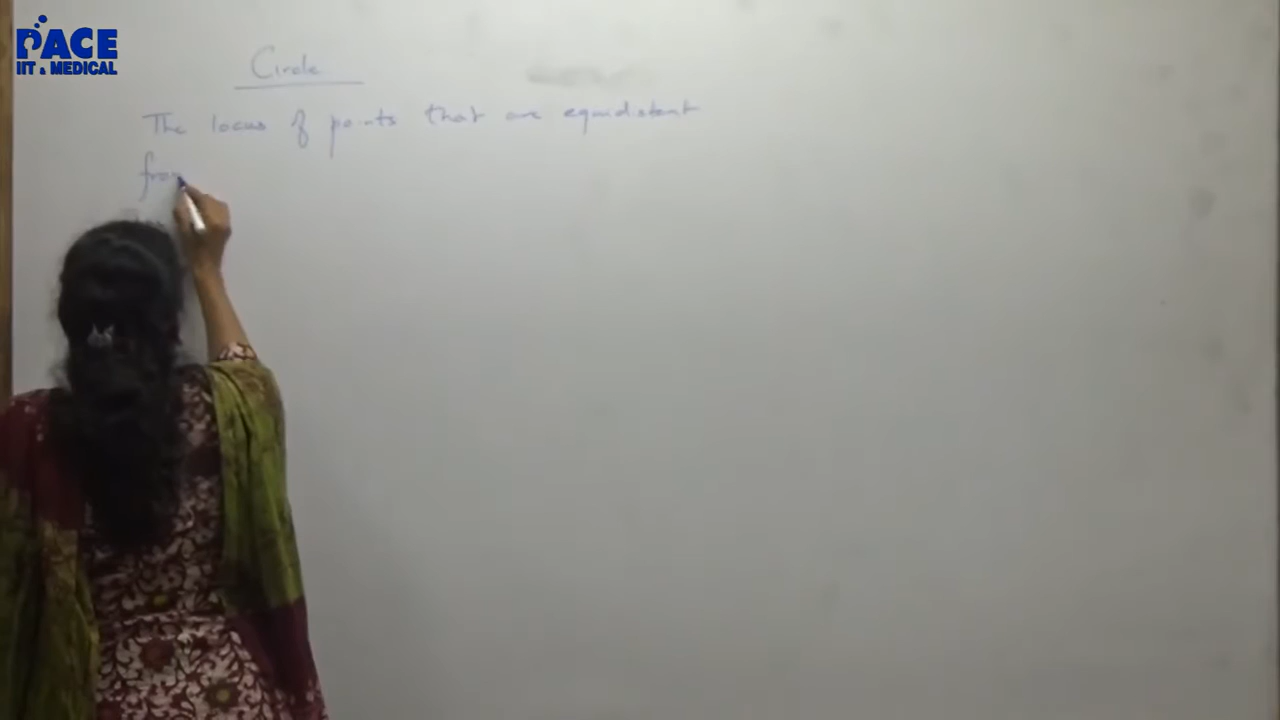 PACE
IIT & MEDICAL
Circle
The locus of points that are equidistant
from